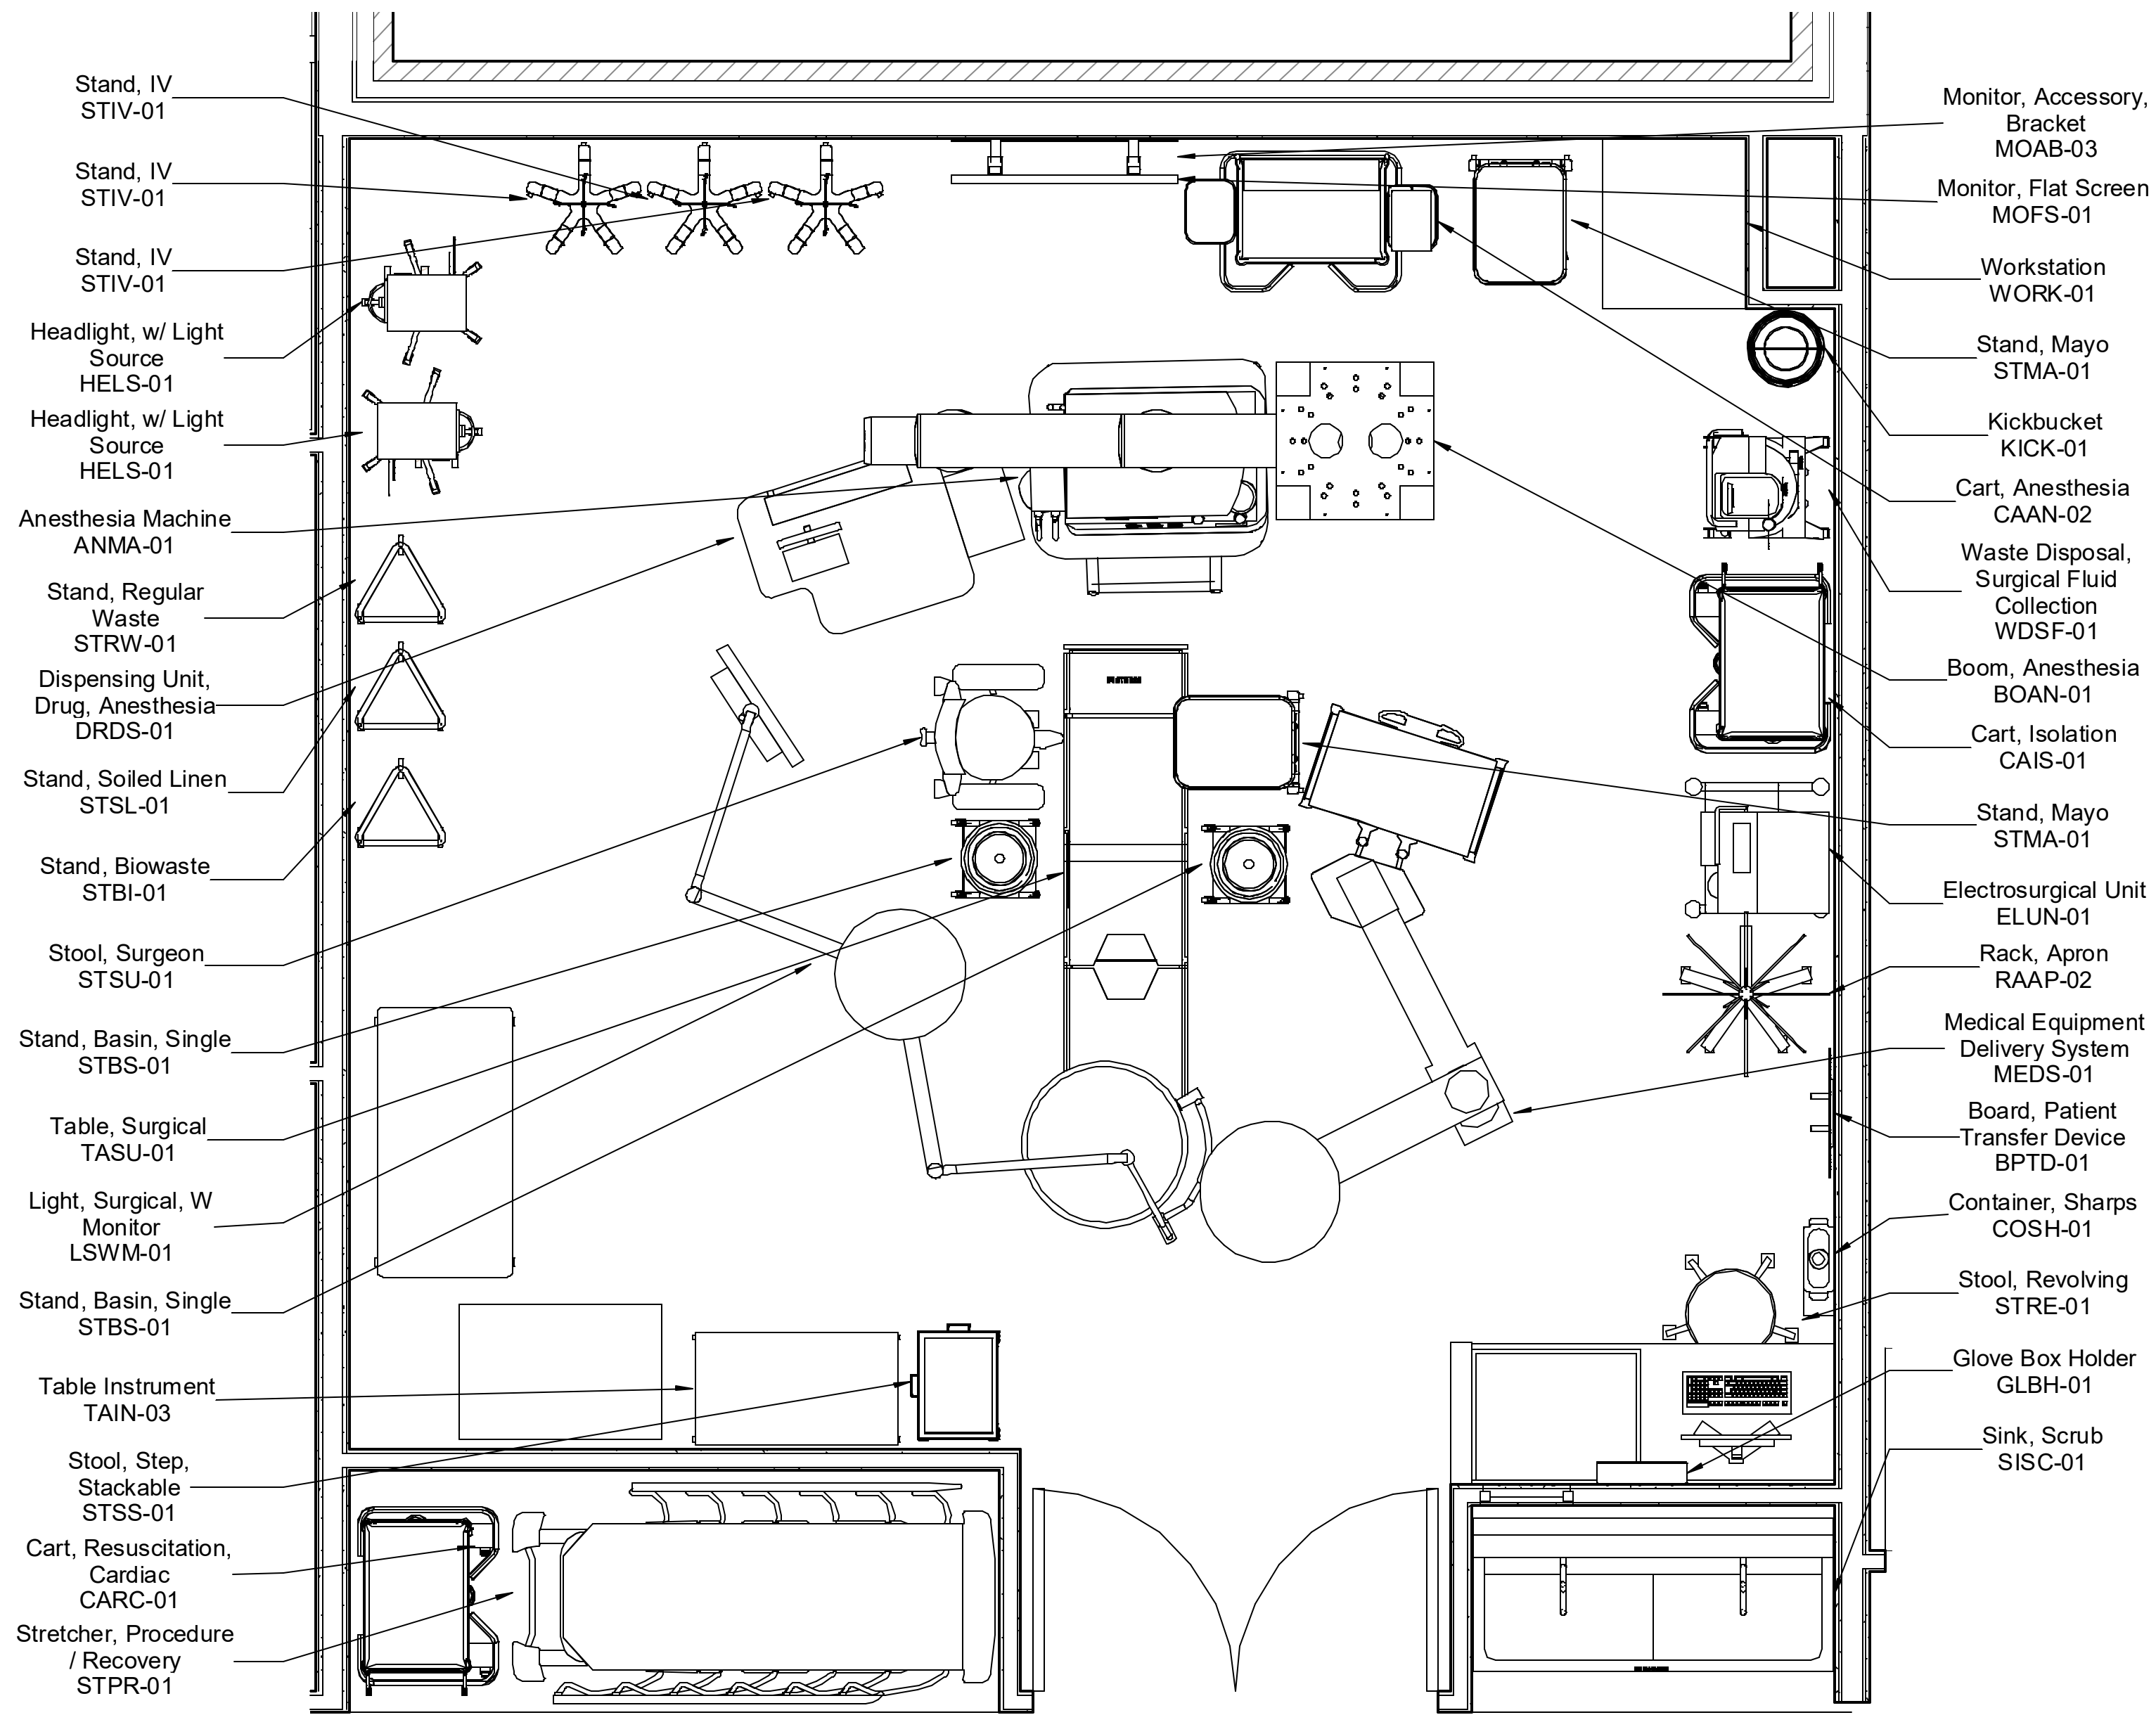 Stand, IV
STIV-01
Stand, IV
STIV-01
Stand, IV
STIV-01
Headlight, w/ Light
Source
HELS-01
Headlight, w/ Light
Source
HELS-01
Anesthesia Machine
ANMA-01
Stand, Regular
Waste
STRW-01
Dispensing Unit,
Drug, Anesthesia
DRDS-01
Stand, Soiled Linen
STSL-01
Stand, Biowaste
STBI-01
Stool, Surgeon
STSU-01
Stand, Basin, Single
STBS-01
Table, Surgical
TASU-01
Light, Surgical, W
Monitor
LSWM-01
Stand, Basin, Single
STBS-01
Table Instrument
TAIN-03
Stool, Step,
Stackable
STSS-01
Cart, Resuscitation,
Cardiac
CARC-01
Stretcher, Procedure
/ Recovery
STPR-01
Monitor, Accessory,
Bracket
MOAB-03
Monitor, Flat Screen
MOFS-01
Workstation
WORK-01
Stand, Mayo
STMA-01
Kickbucket
KICK-01
Cart, Anesthesia
CAAN-02
Waste Disposal,
Surgical Fluid
Collection
WDSF-01
Boom, Anesthesia
BOAN-01
Cart, Isolation
CAIS-01
Stand, Mayo
STMA-01
Electrosurgical Unit
ELUN-01
Rack, Apron
RAAP-02
Medical Equipment
Delivery System
MEDS-01
Board, Patient
Transfer Device
BPTD-01
Container, Sharps
COSH-01
Stool, Revolving
STRE-01
Glove Box Holder
GLBH-01
Sink, Scrub
SISC-01